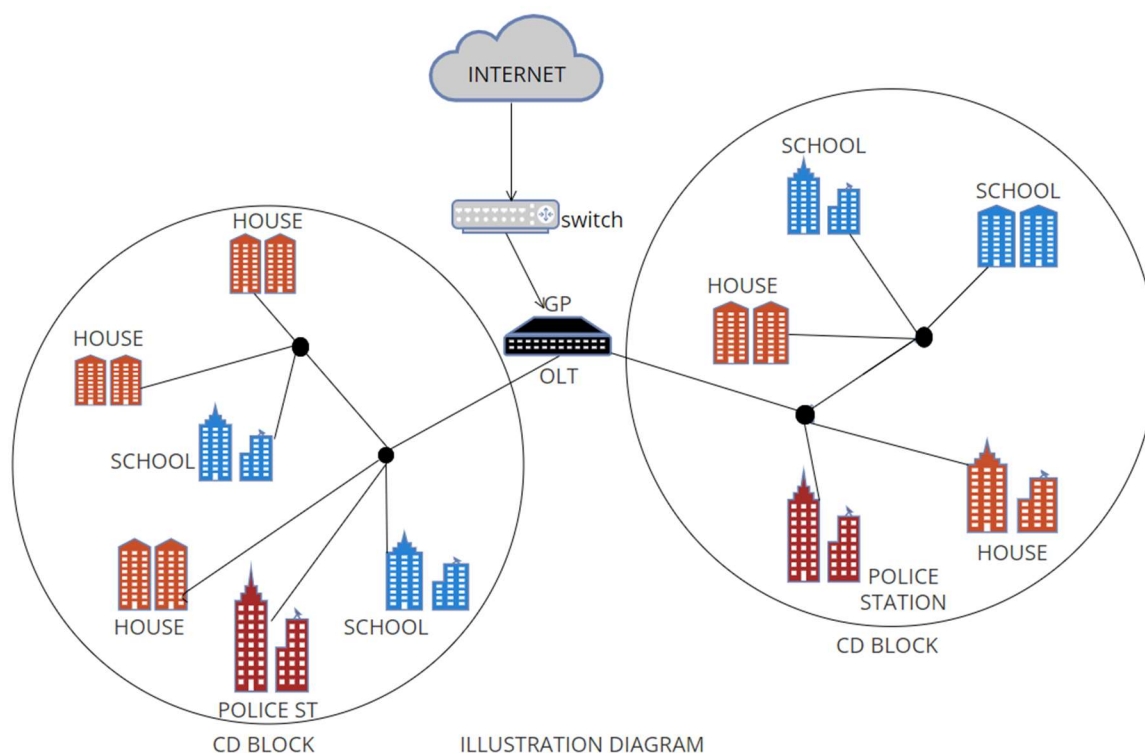 INTERNET
switch
GP
OLT
HOUSE
HOUSE
SCHOOL
HOUSE
POLICE ST
SCHOOL
CD BLOCK
SCHOOL
SCHOOL
HOUSE
HOUSE
POLICE
STATION
CD BLOCK
ILLUSTRATION DIAGRAM